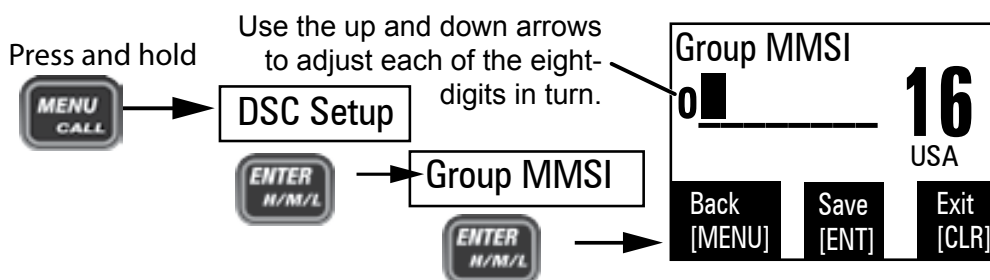 Press and hold
MENU
CALL
DSC Setup
ENTER
H/M/L
Group MMSI
ENTER
H/M/L
Use the up and down arrows
to adjust each of the eight-
digits in turn.
Group MMSI
0_________
16
USA
Back
[MENU]
Save
[ENT]
Exit
[CLR]